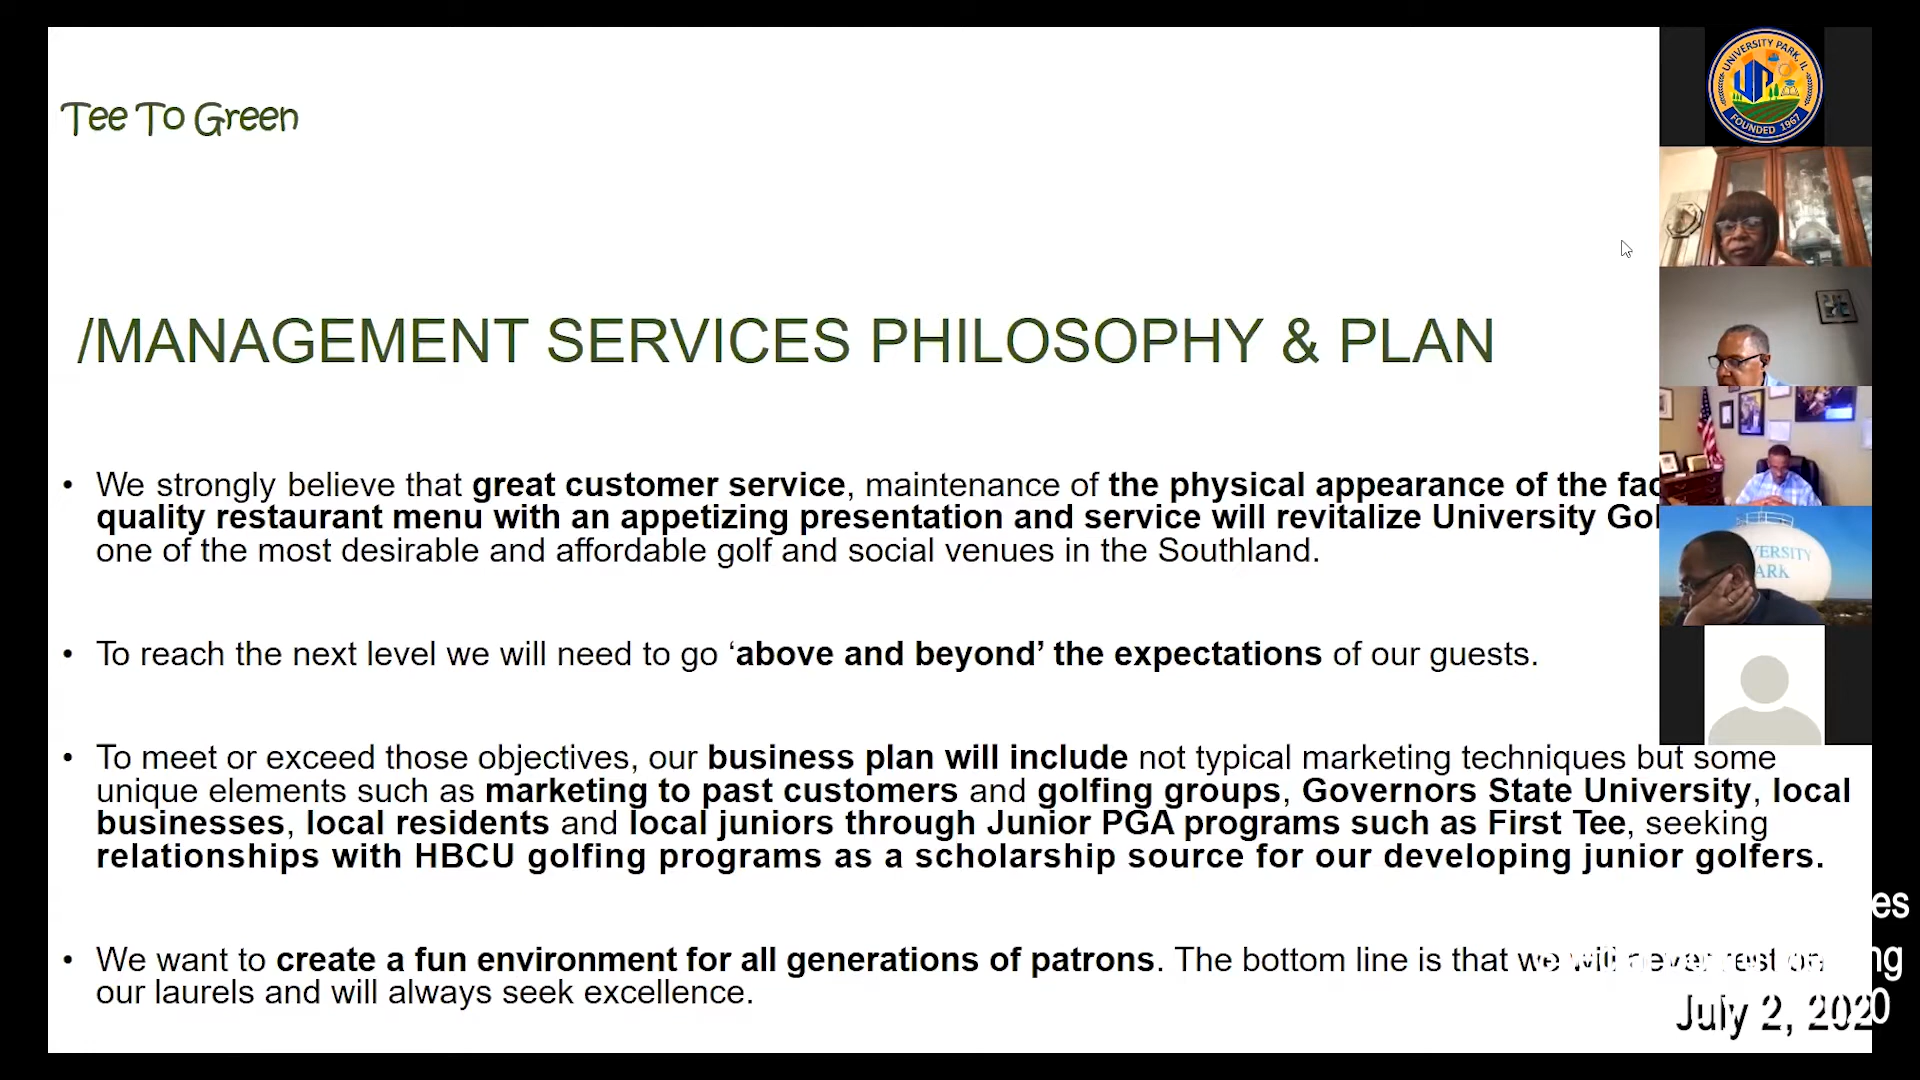 Tee To Green
/MANAGEMENT SERVICES PHILOSOPHY & PLAN
• We strongly believe that great customer service, maintenance of the physical appearance of the fac
quality restaurant menu with an appetizing presentation and service will revitalize University Gol
one of the most desirable and affordable golf and social venues in the Southland.
• To reach the next level we will need to go ‘above and beyond’ the expectations of our guests.
• To meet or exceed those objectives, our business plan will include not typical marketing techniques but some
unique elements such as marketing to past customers and golfing groups, Governors State University, local
businesses, local residents and local juniors through Junior PGA programs such as First Tee, seeking
relationships with HBCU golfing programs as a scholarship source for our developing junior golfers.
• We want to create a fun environment for all generations of patrons. The bottom line is that we will never rest on
our laurels and will always seek excellence.
UNIVERSITY PARK, IL
UP
FOUNDED 1967
VERSITY
ARK
es
ng
July 2, 2020